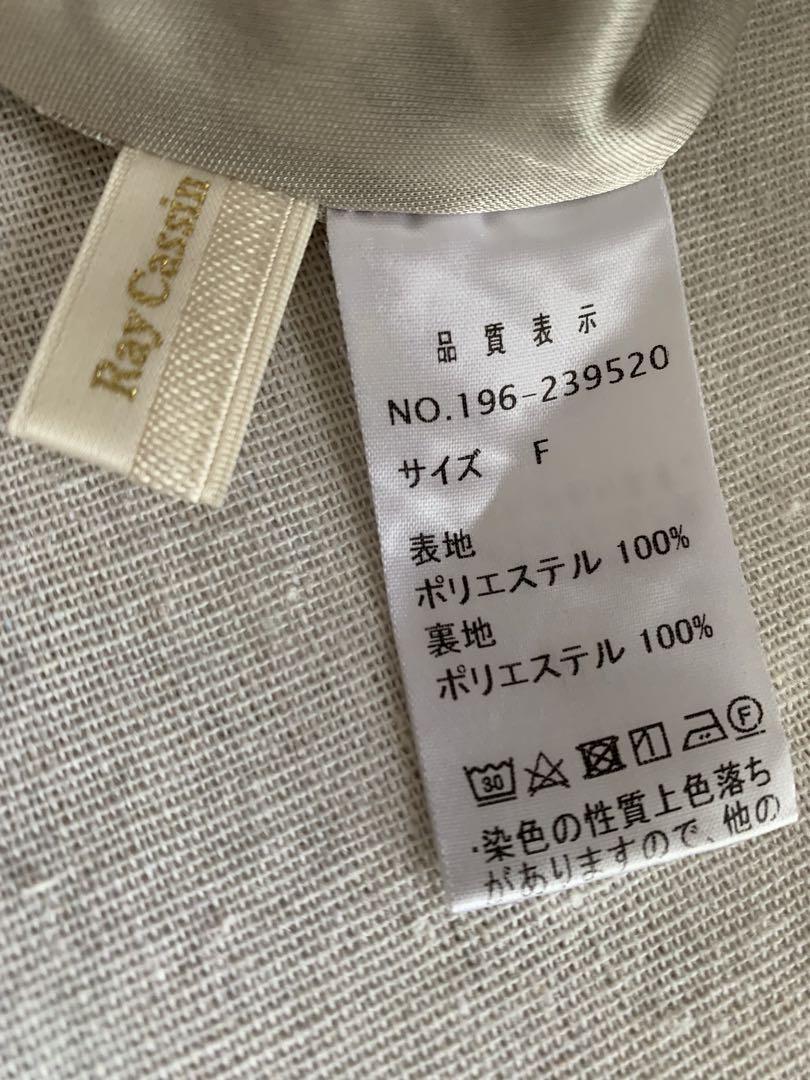 Ray Cassin
品質表示
NO.196-239520
サイズ F
表地
ポリエステル 100%
裏地
ポリエステル 100%
30 F
・染色の性質上色落ち
がありますので、他の